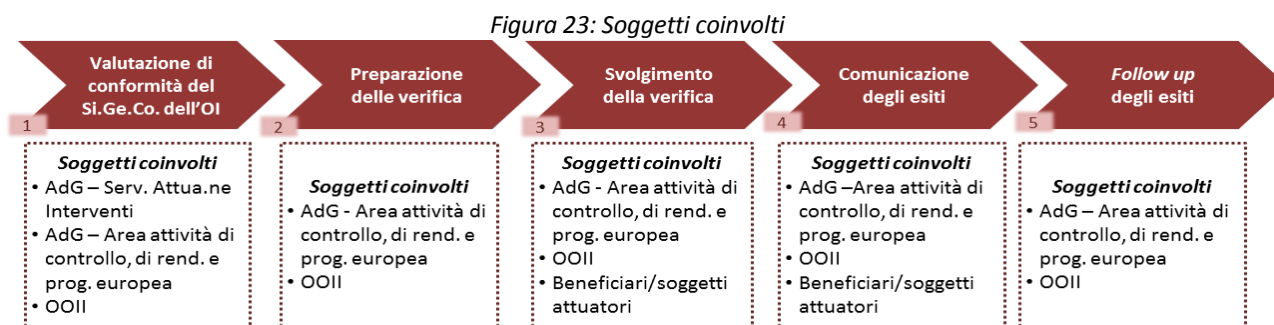 Figura 23: Soggetti coinvolti
Valutazione di
conformità del
Si.Ge.Co. dell'OI
1
Preparazione
delle verifica
2
Svolgimento
della verifica
3
Comunicazione
degli esiti
4
Follow up
degli esiti
5
Soggetti coinvolti
• AdG – Serv. Attua.ne
Interventi
• AdG – Area attività di
controllo, di rend. e
prog. europea
• OOII
Soggetti coinvolti
• AdG - Area attività di
controllo, di rend. e
prog. europea
• OOII
Soggetti coinvolti
• AdG - Area attività di
controllo, di rend. e
prog. europea
• OOII
• Beneficiari/soggetti
attuatori
Soggetti coinvolti
• AdG –Area attività di
controllo, di rend. e
prog. europea
• OOII
• Beneficiari/soggetti
attuatori
Soggetti coinvolti
• AdG – Area attività di
controllo, di rend. e
prog. europea
• OOII